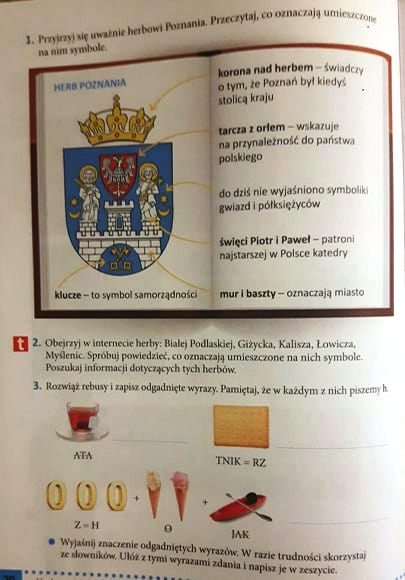 1. Przyjrzyj się uważnie herbowi Poznania. Przeczytaj, co oznaczają umieszczone
na nim symbole.
HERB POZNANIA
korona nad herbem – świadczy
o tym, że Poznań był kiedyś
stolicą kraju
tarcza z orłem – wskazuje
na przynależność do państwa
polskiego
do dziś nie wyjaśniono symboliki
gwiazd i półksiężyców
święci Piotr i Paweł – patroni
najstarszej w Polsce katedry
klucze – to symbol samorządności
mur i baszty – oznaczają miasto
t 2. Obejrzyj w internecie herby: Białej Podlaskiej, Giżycka, Kalisza, Łowicza,
Myślenic. Spróbuj powiedzieć, co oznaczają umieszczone na nich symbole.
Poszukaj informacji dotyczących tych herbów.
3. Rozwiąż rebusy i zapisz odgadnięte wyrazy. Pamiętaj, że w każdym z nich piszemy h.
ATA
TNIK = RZ
+
+
Z = H
O
JAK
• Wyjaśnij znaczenie odgadniętych wyrazów. W razie trudności skorzystaj
ze słowników. Ułóż z tymi wyrazami zdania i napisz je w zeszycie.